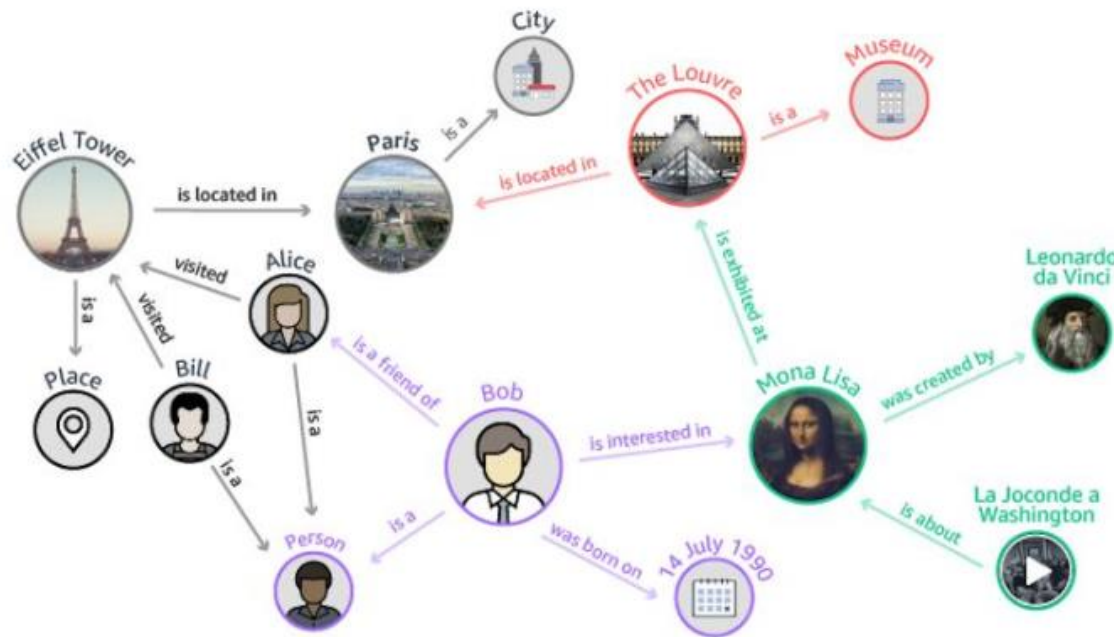 City
Museum
The Louvre
is a
is a
Paris
Eiffel Tower
is located in
is located in
Alice
visited
is exhibited at
Leonardo
da Vinci
is a
visited
Place
Bill
is a friend of
Bob
Mona Lisa
was created by
is a
is interested in
is a
La Joconde a
Washington
is about
Person
is a
was born on
14 July 1990